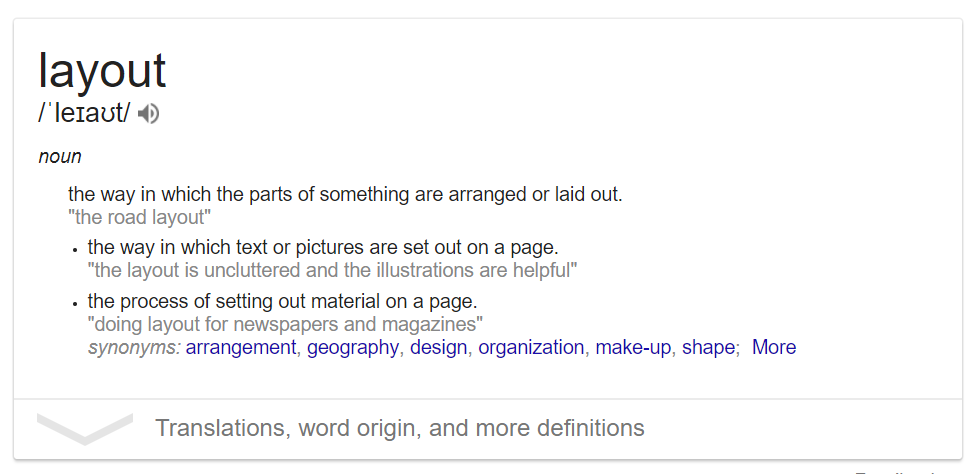 layout
/ˈleɪaʊt/
noun
the way in which the parts of something are arranged or laid out.
"the road layout"
• the way in which text or pictures are set out on a page.
"the layout is uncluttered and the illustrations are helpful"
• the process of setting out material on a page.
"doing layout for newspapers and magazines"
synonyms: arrangement, geography, design, organization, make-up, shape; More
Translations, word origin, and more definitions